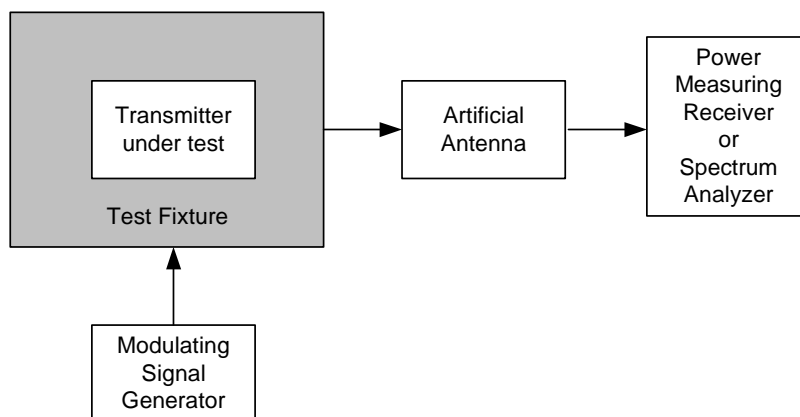 Transmitter
under test
Test Fixture
Artificial
Antenna
Power
Measuring
Receiver
or
Spectrum
Analyzer
Modulating
Signal
Generator